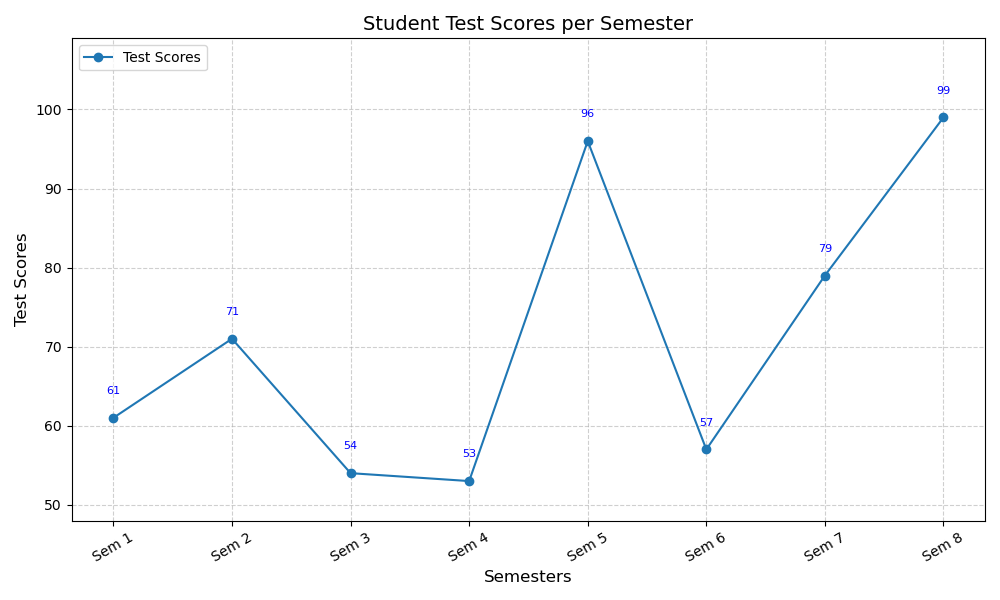 Student Test Scores per Semester
Test Scores
99
96
100
90
79
80
71
70
61
60
57
54
53
50
Test Scores
Sem 1
Sem 2
Sem 3
Sem 4
Sem 5
Sem 6
Sem 7
Sem 8
Semesters